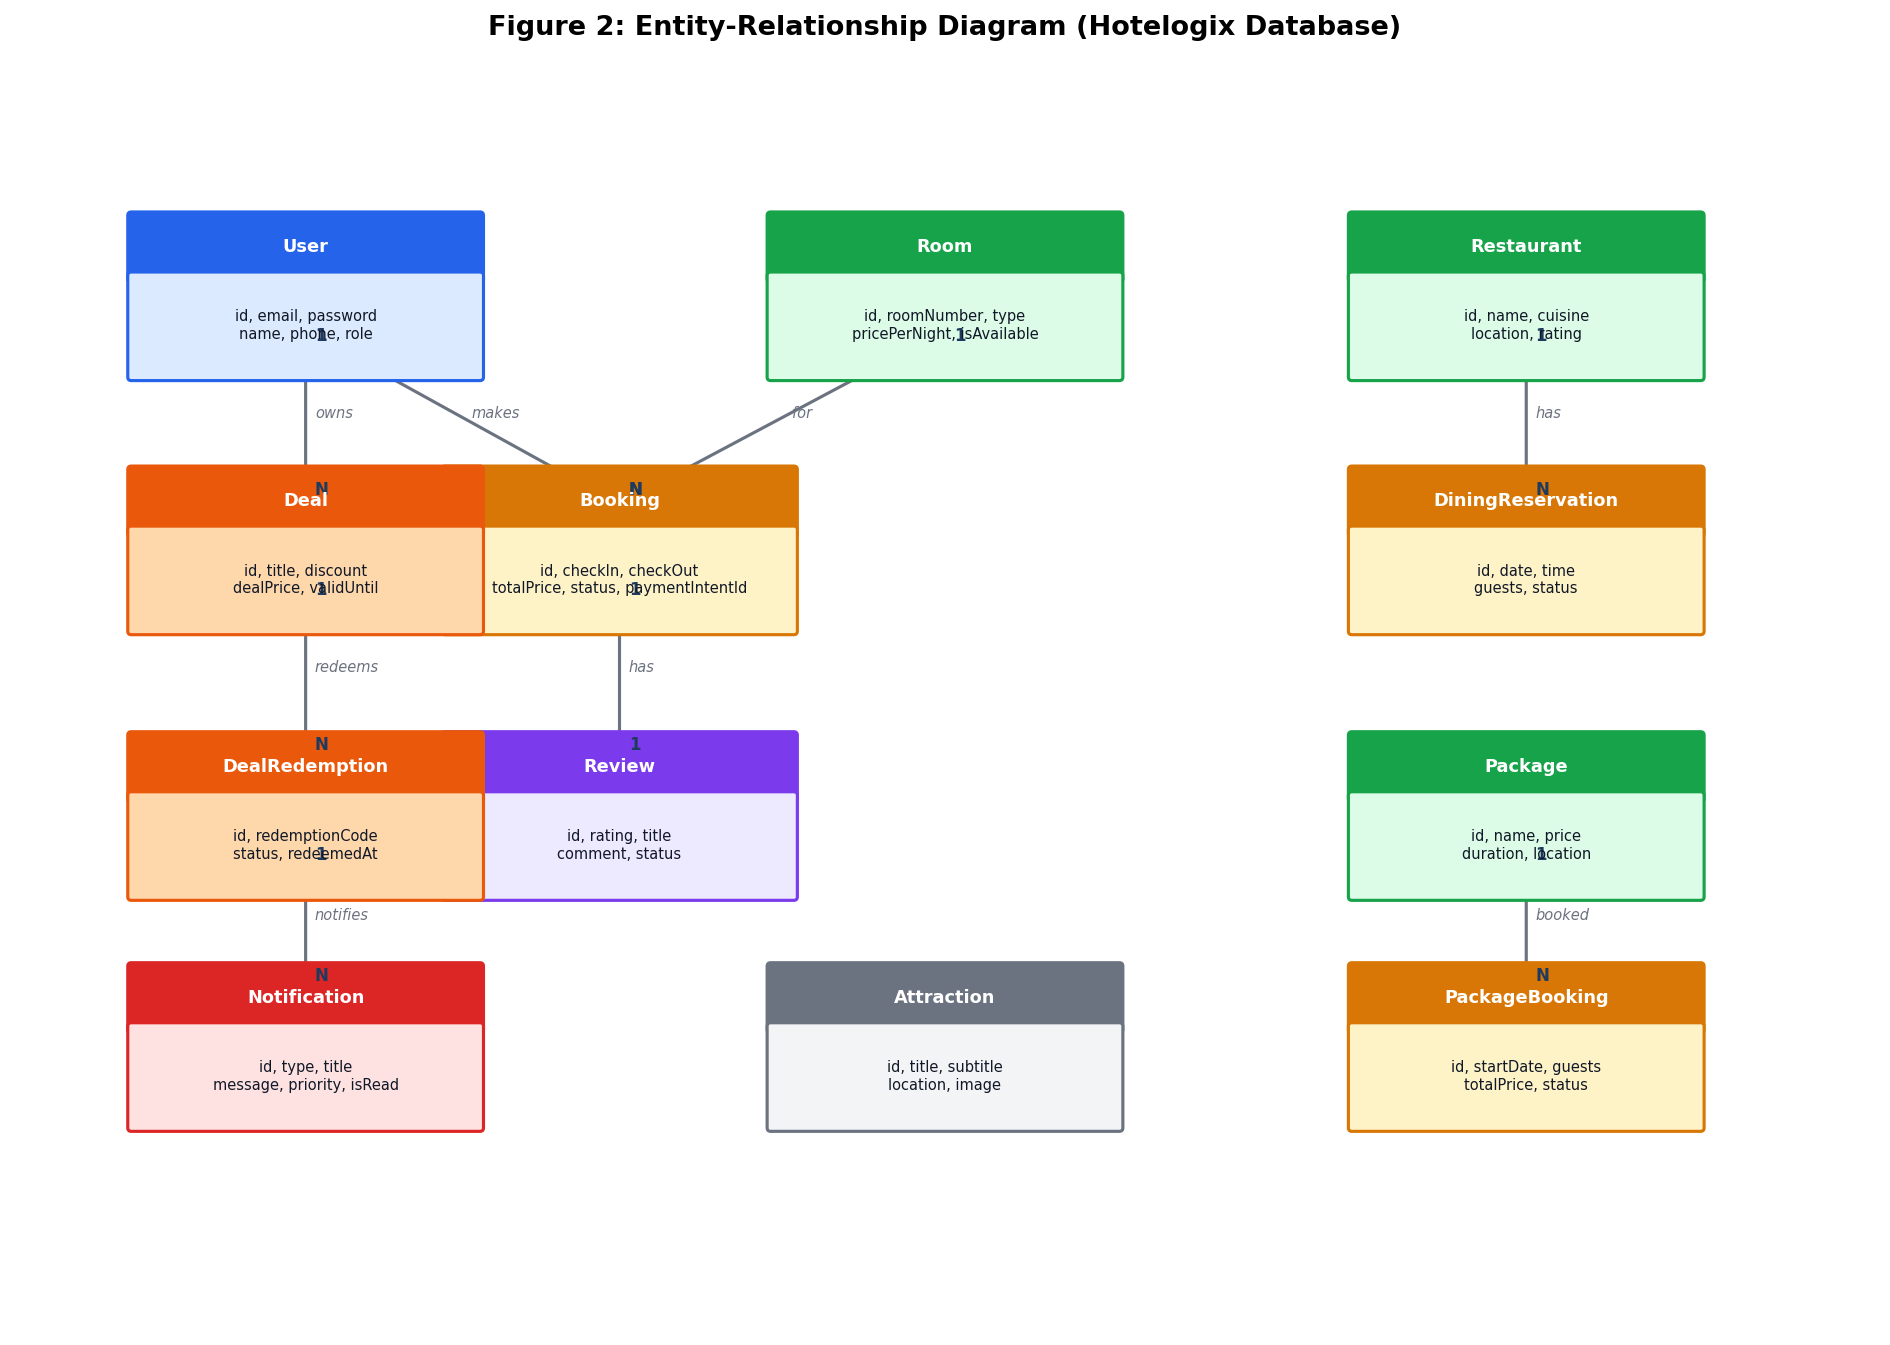 Figure 2: Entity-Relationship Diagram (Hotelogix Database)
User
id, email, password
name, phone, role
1
Room
id, roomNumber, type
pricePerNight, isAvailable
1
Restaurant
id, name, cuisine
location, rating
1
owns
makes
for
has
N
Deal
id, title, discount
dealPrice, validUntil
1
N
N
Booking
id, checkIn, checkOut
totalPrice, status, paymentIntentId
1
N
DiningReservation
id, date, time
guests, status
redeems
has
N
DealRedemption
id, redemptionCode
status, redeemedAt
1
1
Review
id, rating, title
comment, status
Package
id, name, price
duration, location
1
notifies
booked
N
Notification
id, type, title
message, priority, isRead
Attraction
id, title, subtitle
location, image
N
PackageBooking
id, startDate, guests
totalPrice, status